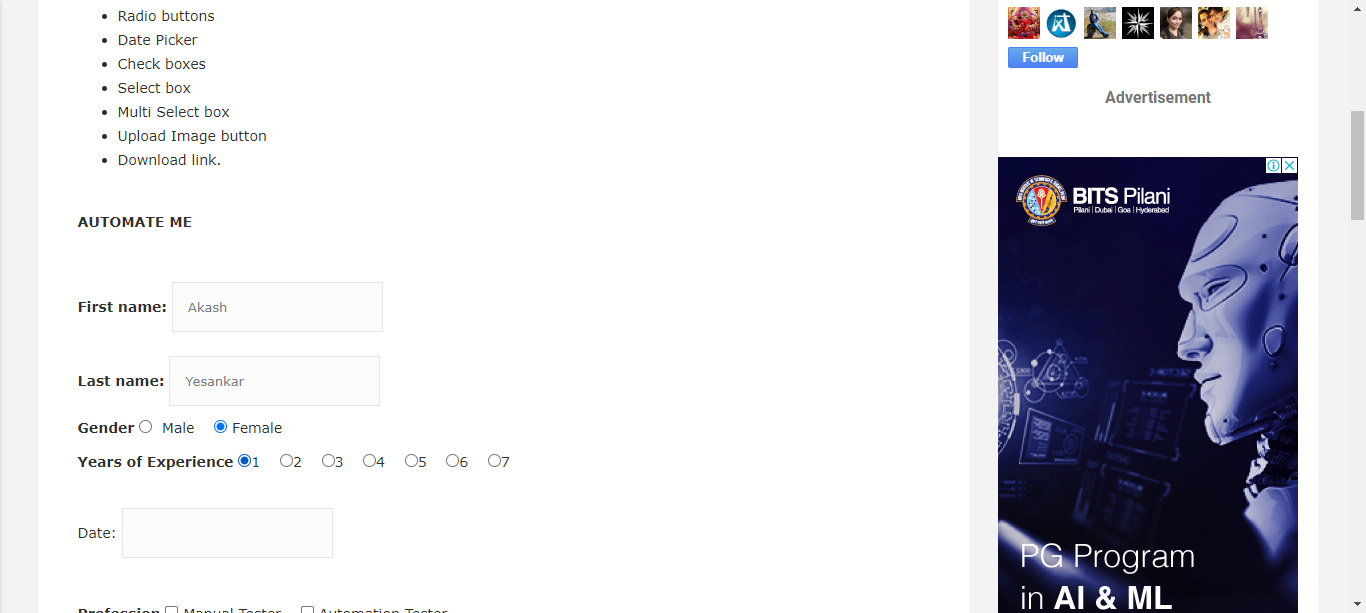 Radio buttons
Date Picker
Check boxes
Select box
Multi Select box
Upload Image button
Download link.
AUTOMATE ME
First name: Akash
Last name: Yesankar
Gender Male Female
Years of Experience 1 2 3 4 5 6 7
Date:
Profession Manual Tester Automation Tester
Follow
Advertisement
BITS Pilani
Pilani | Dubai | Goa | Hyderabad
PG Program
in AI & ML